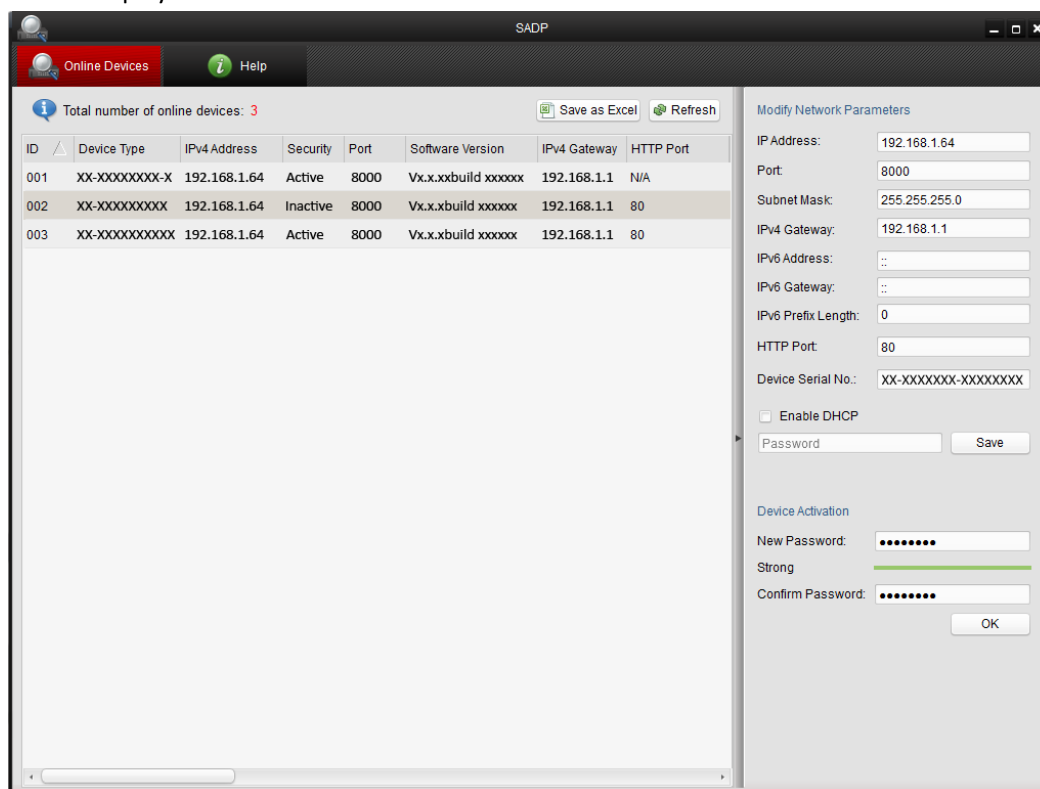 SADP
Online Devices Help
Total number of online devices: 3 Save as Excel Refresh
ID Device Type IPv4 Address Security Port Software Version IPv4 Gateway HTTP Port
001 XX-XXXXXXXX-X 192.168.1.64 Active 8000 Vx.x.xxbuild xxxxxx 192.168.1.1 N/A
002 XX-XXXXXXXXX 192.168.1.64 Inactive 8000 Vx.x.xbuild xxxxxx 192.168.1.1 80
003 XX-XXXXXXXXXX 192.168.1.64 Active 8000 Vx.x.xbuild xxxxxx 192.168.1.1 80
Modify Network Parameters
IP Address: 192.168.1.64
Port: 8000
Subnet Mask: 255.255.255.0
IPv4 Gateway: 192.168.1.1
IPv6 Address: ::
IPv6 Gateway: ::
IPv6 Prefix Length: 0
HTTP Port: 80
Device Serial No.: XX-XXXXXXX-XXXXXXXX
Enable DHCP
Password Save
Device Activation
New Password: ●●●●●●●●
Strong
Confirm Password: ●●●●●●●●
OK